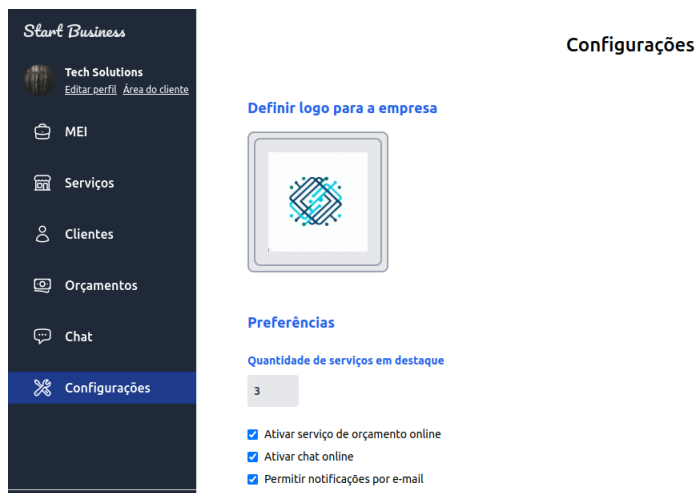 Start Business
Tech Solutions
Editar perfil Área do cliente
MEI
Serviços
Clientes
Orçamentos
Chat
Configurações
Configurações
Definir logo para a empresa
Preferências
Quantidade de serviços em destaque
3
Ativar serviço de orçamento online
Ativar chat online
Permitir notificações por e-mail